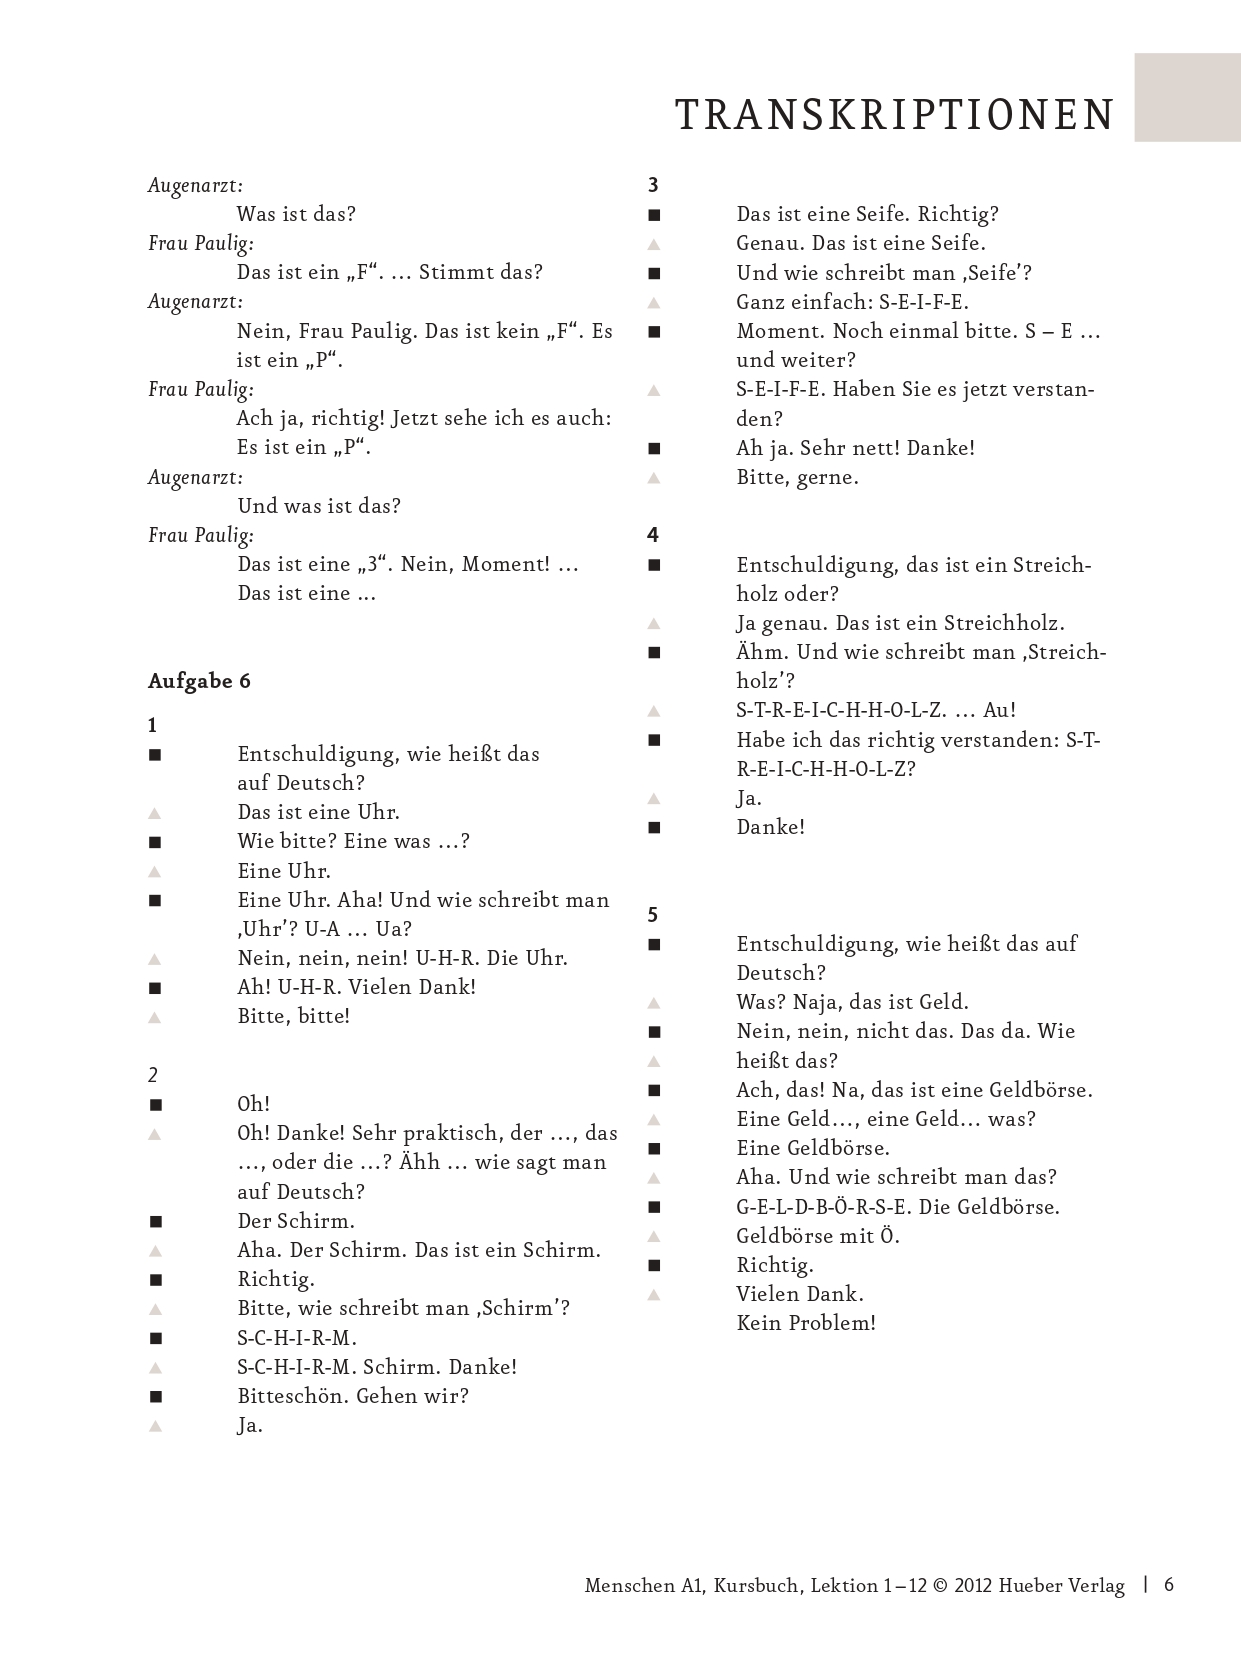 TRANSKRIPTIONEN
Augenarzt:
Was ist das?
Frau Paulig:
Das ist ein „F“. … Stimmt das?
Augenarzt:
Nein, Frau Paulig. Das ist kein „F“. Es
ist ein „P“.
Frau Paulig:
Ach ja, richtig! Jetzt sehe ich es auch:
Es ist ein „P“.
Augenarzt:
Und was ist das?
Frau Paulig:
Das ist eine „3“. Nein, Moment! …
Das ist eine ...
Aufgabe 6
1
■ Entschuldigung, wie heißt das
auf Deutsch?
▲ Das ist eine Uhr.
■ Wie bitte? Eine was …?
▲ Eine Uhr.
■ Eine Uhr. Aha! Und wie schreibt man
‚Uhr’? U-A … Ua?
▲ Nein, nein, nein! U-H-R. Die Uhr.
■ Ah! U-H-R. Vielen Dank!
▲ Bitte, bitte!
2
■ Oh!
▲ Oh! Danke! Sehr praktisch, der …, das
…, oder die …? Ähh … wie sagt man
auf Deutsch?
■ Der Schirm.
▲ Aha. Der Schirm. Das ist ein Schirm.
■ Richtig.
▲ Bitte, wie schreibt man ‚Schirm’?
■ S-C-H-I-R-M.
▲ S-C-H-I-R-M. Schirm. Danke!
■ Bitteschön. Gehen wir?
▲ Ja.
3
■ Das ist eine Seife. Richtig?
▲ Genau. Das ist eine Seife.
■ Und wie schreibt man ‚Seife’?
▲ Ganz einfach: S-E-I-F-E.
■ Moment. Noch einmal bitte. S – E …
und weiter?
▲ S-E-I-F-E. Haben Sie es jetzt verstan-
den?
■ Ah ja. Sehr nett! Danke!
▲ Bitte, gerne.
4
■ Entschuldigung, das ist ein Streich-
holz oder?
▲ Ja genau. Das ist ein Streichholz.
■ Ähm. Und wie schreibt man ‚Streich-
holz’?
▲ S-T-R-E-I-C-H-H-O-L-Z. … Au!
■ Habe ich das richtig verstanden: S-T-
R-E-I-C-H-H-O-L-Z?
▲ Ja.
■ Danke!
5
■ Entschuldigung, wie heißt das auf
Deutsch?
▲ Was? Naja, das ist Geld.
■ Nein, nein, nicht das. Das da. Wie
▲ heißt das?
■ Ach, das! Na, das ist eine Geldbörse.
▲ Eine Geld…, eine Geld… was?
■ Eine Geldbörse.
▲ Aha. Und wie schreibt man das?
■ G-E-L-D-B-Ö-R-S-E. Die Geldbörse.
▲ Geldbörse mit Ö.
■ Richtig.
▲ Vielen Dank.
Kein Problem!
Menschen A1, Kursbuch, Lektion 1–12 © 2012 Hueber Verlag | 6